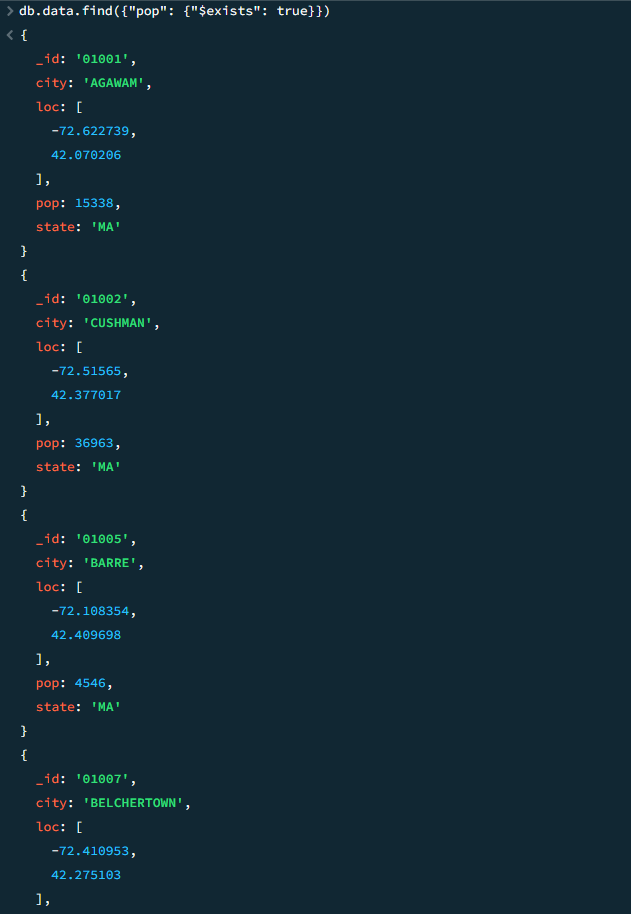 > db.data.find({"pop": {"$exists": true}})
< {
_id: '01001',
city: 'AGAWAM',
loc: [
-72.622739,
42.070206
],
pop: 15338,
state: 'MA'
}
{
_id: '01002',
city: 'CUSHMAN',
loc: [
-72.51565,
42.377017
],
pop: 36963,
state: 'MA'
}
{
_id: '01005',
city: 'BARRE',
loc: [
-72.108354,
42.409698
],
pop: 4546,
state: 'MA'
}
{
_id: '01007',
city: 'BELCHERTOWN',
loc: [
-72.410953,
42.275103
],